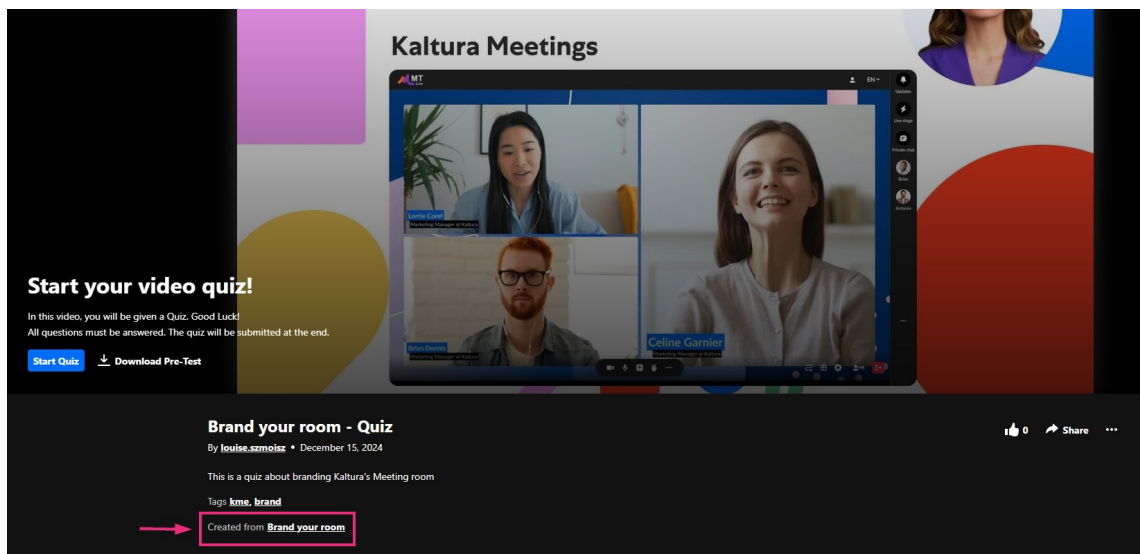 Kaltura Meetings
MT
Live
EN
Updates
Live stage
Private chat
Brian
Antonio
Lorrie Corel
Marketing Manager at Kaltura
Brian Dennis
Marketing Manager at Kaltura
Celine Garnier
Marketing Manager at Kaltura
Start your video quiz!
In this video, you will be given a Quiz. Good Luck!
All questions must be answered. The quiz will be submitted at the end.
Start Quiz Download Pre-Test
Brand your room - Quiz
0 Share ...
By louise.szmoisz • December 15, 2024
This is a quiz about branding Kaltura's Meeting room
Tags kme, brand
Created from Brand your room